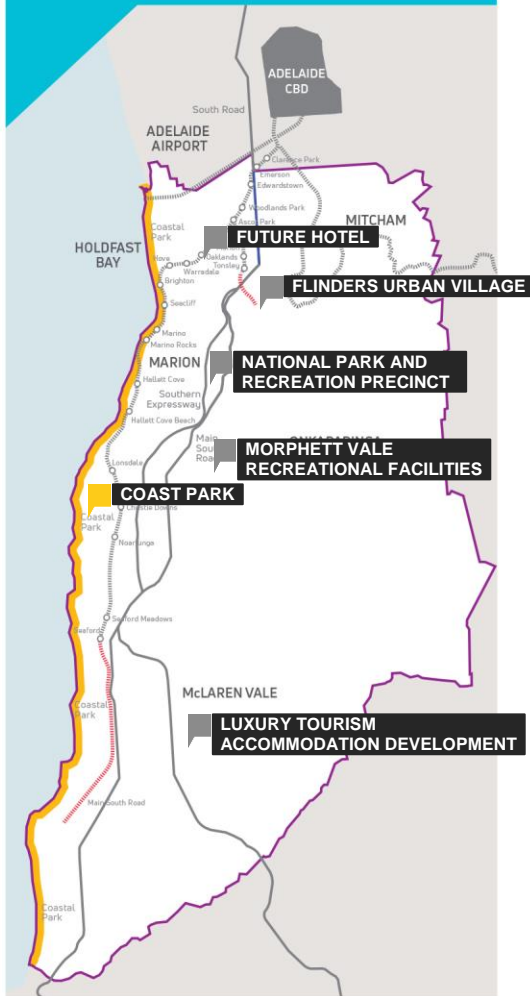 ADELAIDE
CBD
South Road
ADELAIDE
AIRPORT
Clarence Park
Emerson
Edwardstown
Woodlands Park
Ascot Park
MITCHAM
Coastal
Park
FUTURE HOTEL
HOLDFAST
BAY
Hove
Oaklands
Warradale
Tonsley
FLINDERS URBAN VILLAGE
Brighton
Seacliff
Marino
Marino Rocks
MARION
NATIONAL PARK AND
RECREATION PRECINCT
Hallett Cove
Southern
Expressway
Hallett Cove Beach
Main
South
Road
MORPHETT VALE
RECREATIONAL FACILITIES
Lonsdale
COAST PARK
Christie Downs
Coastal
Park
Noarlunga
Seaford Meadows
Seaford
McLAREN VALE
Coastal
Park
LUXURY TOURISM
ACCOMMODATION DEVELOPMENT
Main South Road
Coastal
Park